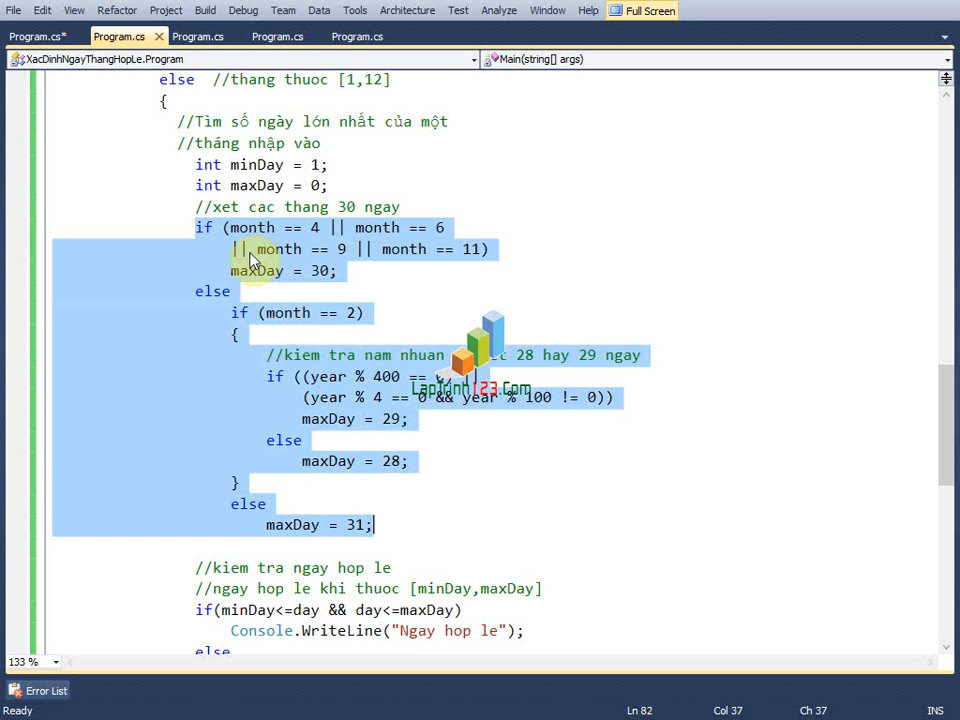 File Edit View Refactor Project Build Debug Team Data Tools Architecture Test Analyze Window Help Full Screen
Program.cs* Program.cs Program.cs Program.cs Program.cs
XacDinhNgayThangHopLe.Program Main(string[] args)
else //thang thuoc [1,12]
{
//Tìm số ngày lớn nhất của một
//tháng nhập vào
int minDay = 1;
int maxDay = 0;
//xet cac thang 30 ngay
if (month == 4 || month == 6
|| month == 9 || month == 11)
maxDay = 30;
else
if (month == 2)
{
//kiem tra nam nhuan 28 hay 29 ngay
if ((year % 400 == 0) ||
(year % 4 == 0 && year % 100 != 0))
maxDay = 29;
else
maxDay = 28;
}
else
maxDay = 31;
//kiem tra ngay hop le
//ngay hop le khi thuoc [minDay,maxDay]
if(minDay<=day && day<=maxDay)
Console.WriteLine("Ngay hop le");
else
LapTrinh123.Com
133 %
Error List
Ready Ln 82 Col 37 Ch 37 INS